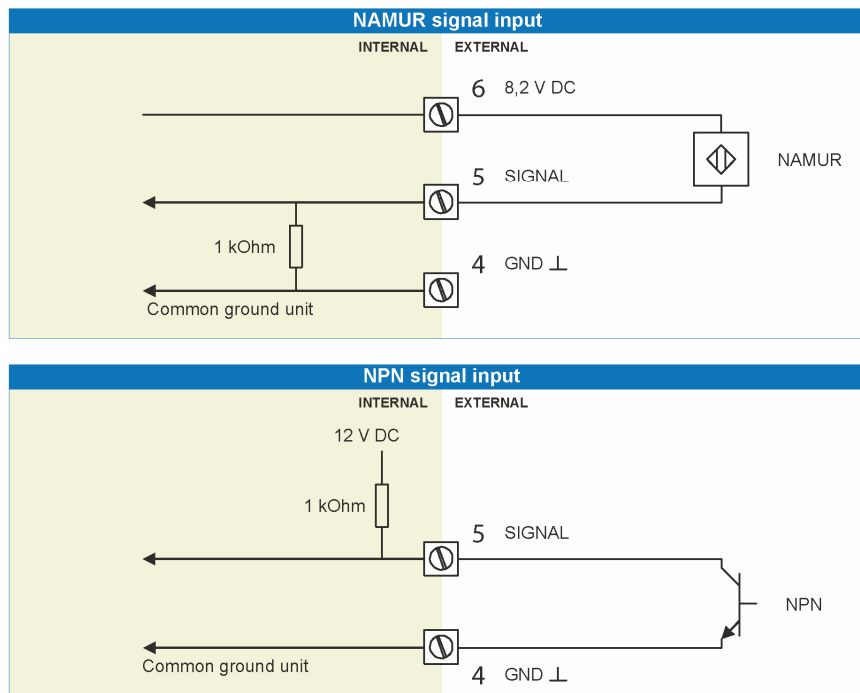 NAMUR signal input
INTERNAL EXTERNAL
6 8,2 V DC
NAMUR
5 SIGNAL
1 kOhm
4 GND
Common ground unit
NPN signal input
INTERNAL EXTERNAL
12 V DC
1 kOhm
5 SIGNAL
NPN
Common ground unit
4 GND